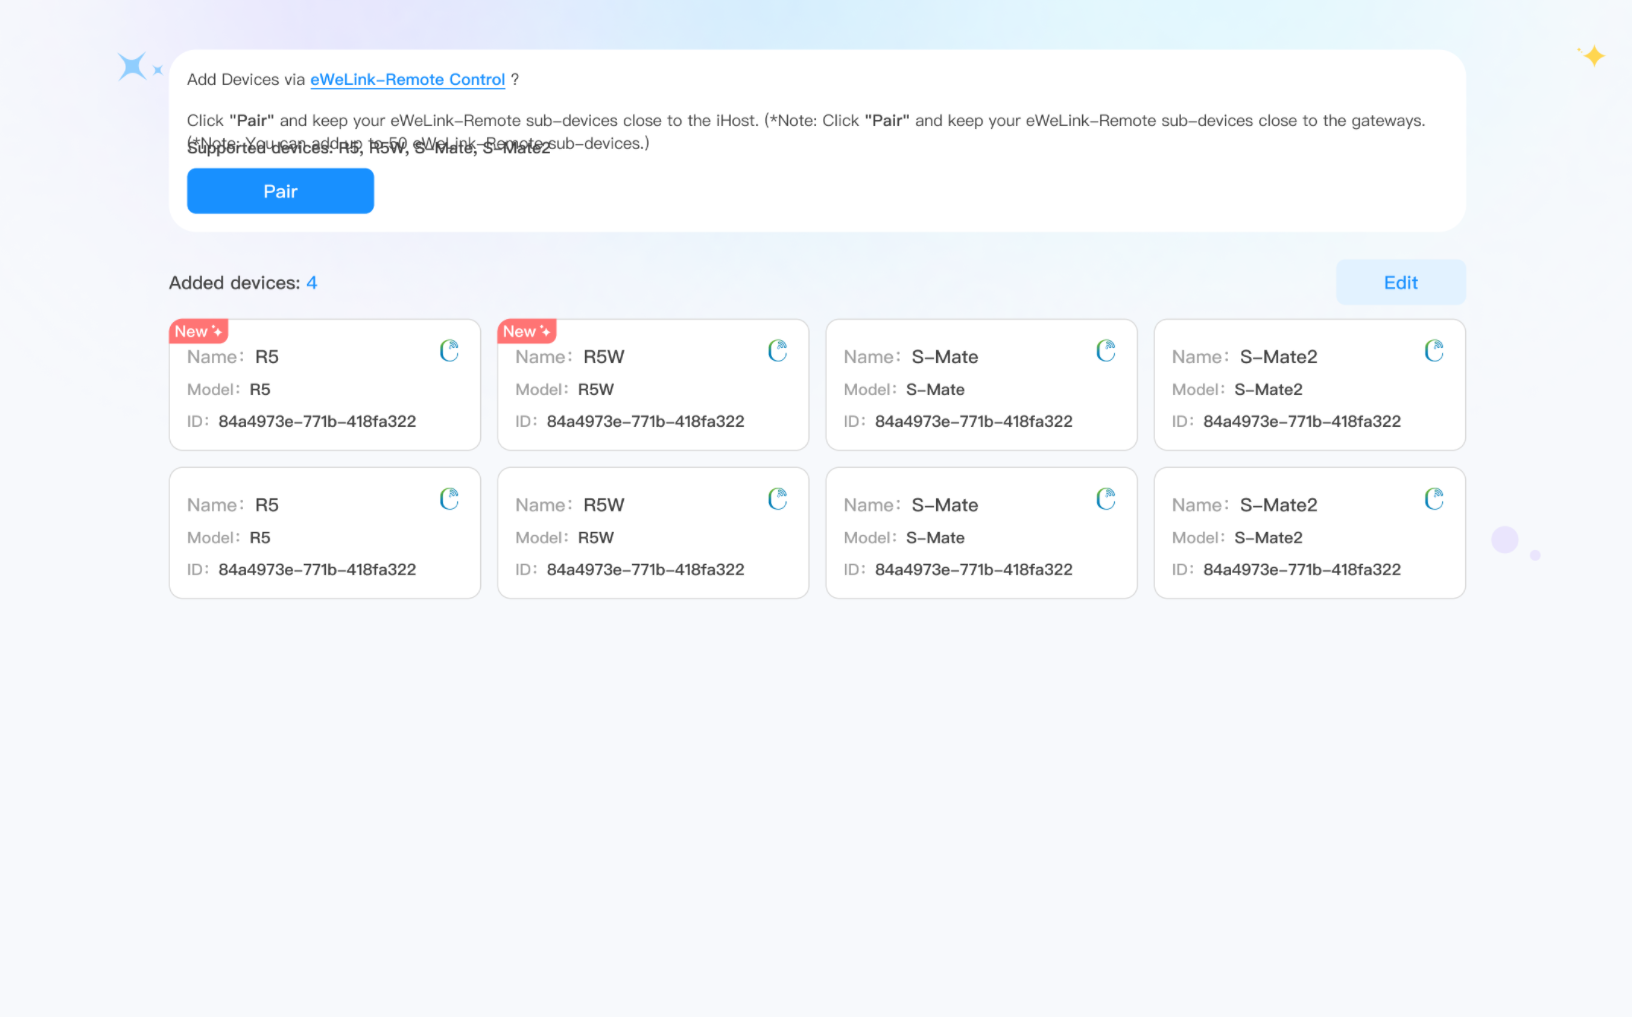 Add Devices via eWeLink-Remote Control ?
Click "Pair" and keep your eWeLink-Remote sub-devices close to the iHost. (*Note: Click "Pair" and keep your eWeLink-Remote sub-devices close to the gateways.
(*Note: You can add up to 50 eWeLink-Remote sub-devices.)
Supported devices: R5, R5W, S-Mate, S-Mate2
Pair
Added devices: 4
Edit
New
Name: R5
Model: R5
ID: 84a4973e-771b-418fa322
New
Name: R5W
Model: R5W
ID: 84a4973e-771b-418fa322
Name: S-Mate
Model: S-Mate
ID: 84a4973e-771b-418fa322
Name: S-Mate2
Model: S-Mate2
ID: 84a4973e-771b-418fa322
Name: R5
Model: R5
ID: 84a4973e-771b-418fa322
Name: R5W
Model: R5W
ID: 84a4973e-771b-418fa322
Name: S-Mate
Model: S-Mate
ID: 84a4973e-771b-418fa322
Name: S-Mate2
Model: S-Mate2
ID: 84a4973e-771b-418fa322